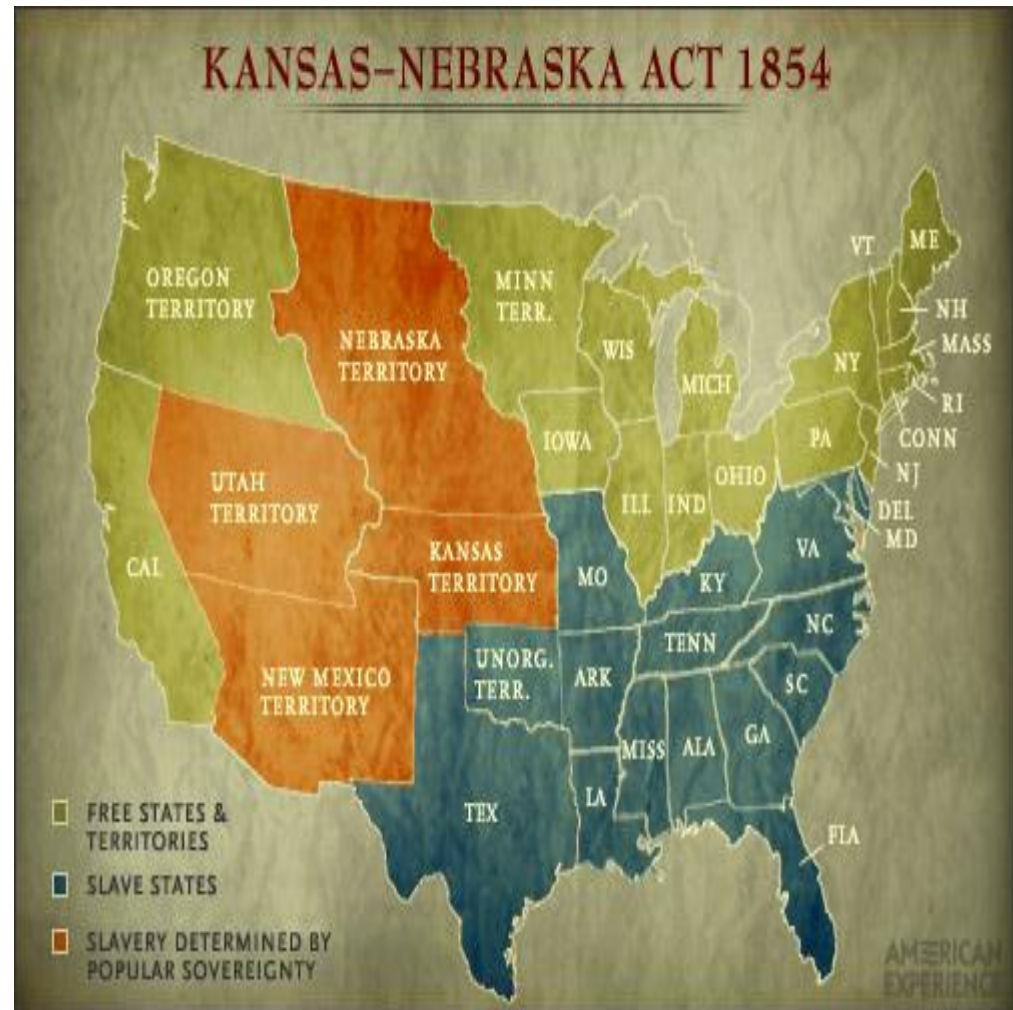 KANSAS–NEBRASKA ACT 1854
OREGON
TERRITORY
NEBRASKA
TERRITORY
MINN
TERR.
WIS
MICH
VT
ME
NH
MASS
NY
RI
CONN
NJ
PA
IOWA
ILL
IND
OHIO
DEL
MD
UTAH
TERRITORY
KANSAS
TERRITORY
CAL
MO
KY
VA
NC
TENN
SC
NEW MEXICO
TERRITORY
UNORG.
TERR.
ARK
MISS
ALA
GA
LA
TEX
FLA
FREE STATES &
TERRITORIES
SLAVE STATES
SLAVERY DETERMINED BY
POPULAR SOVEREIGNTY
AMERICAN
EXPERIENCE